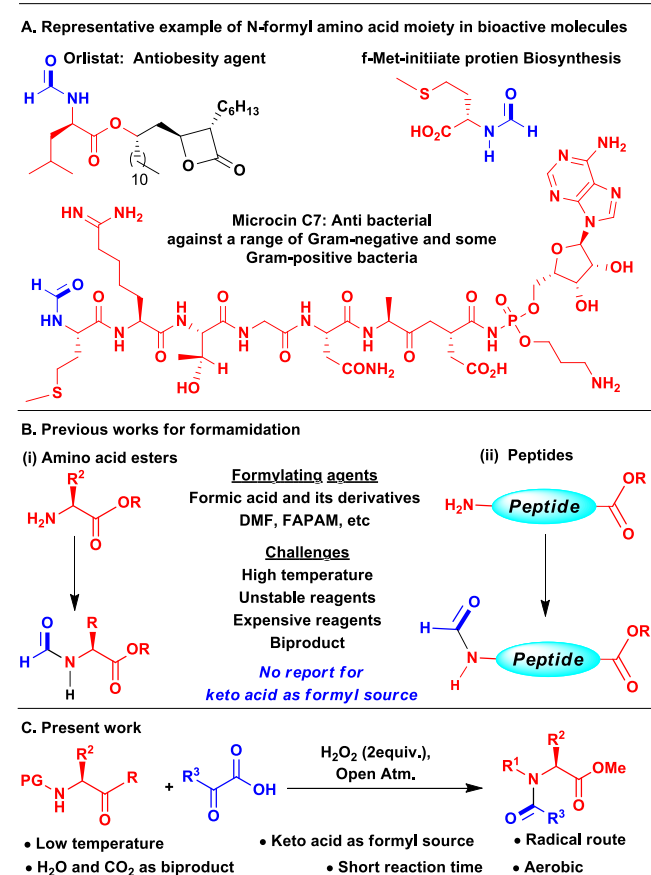 A. Representative example of N-formyl amino acid moiety in bioactive molecules
Orlistat: Antiobesity agent
f-Met-initiiate protien Biosynthesis
O
H
NH
O
O
C6H13
10
O
O
S
HO2C
N
H
O
H
NH2
N
N
N
N
HN
NH2
Microcin C7: Anti bacterial
against a range of Gram-negative and some
Gram-positive bacteria
O
OH
OH
H
O
HN
O
N
H
O
H
N
O
H
HO
H
N
O
H
N
O
CONH2
H
N
O
O
CO2H
N
H
O
P
O
O
NH2
S
B. Previous works for formamidation
(i) Amino acid esters
(ii) Peptides
R2
H2N
OR
O
Formylating agents
Formic acid and its derivatives
DMF, FAPAM, etc
H2N
Peptide
OR
O
Challenges
High temperature
Unstable reagents
Expensive reagents
Biproduct
No report for
keto acid as formyl source
O
H
N
H
R
OR
O
O
H
N
H
Peptide
OR
O
C. Present work
R2
PG
N
H
R
O
+
R3
O
OH
O
H2O2 (2equiv.),
Open Atm.
R1
N
R2
OMe
O
O
R3
• Low temperature
• Keto acid as formyl source
• Radical route
• H2O and CO2 as biproduct
• Short reaction time
• Aerobic